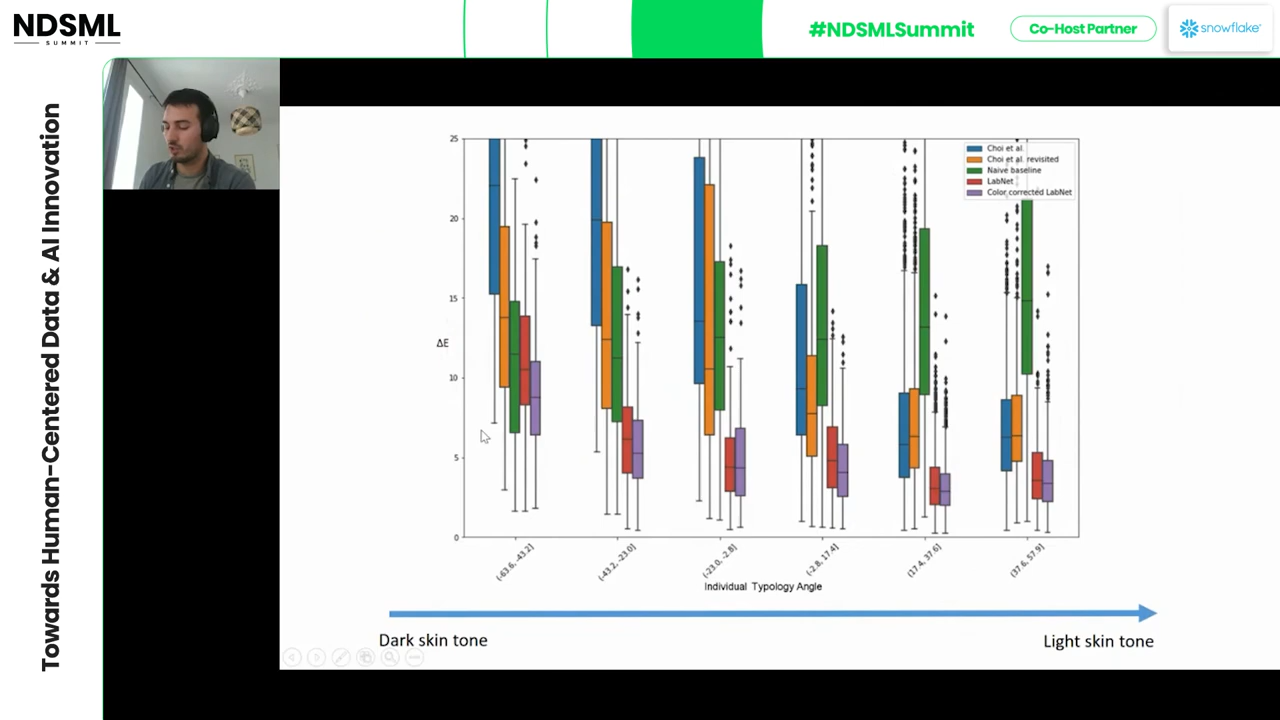 NDSML
SUMMIT
#NDSMLSummit
Co-Host Partner
snowflake
Towards Human-Centered Data & AI Innovation
25
20
15
10
5
0
ΔE
Choi et al.
Choi et al. revisited
Naive baseline
LabNet
Color corrected LabNet
(-63.6, -43.2]
(-43.2, -23.0]
(-23.0, -2.8]
(-2.8, 17.4]
(17.4, 37.6]
(37.6, 57.9]
Individual Typology Angle
Dark skin tone
Light skin tone